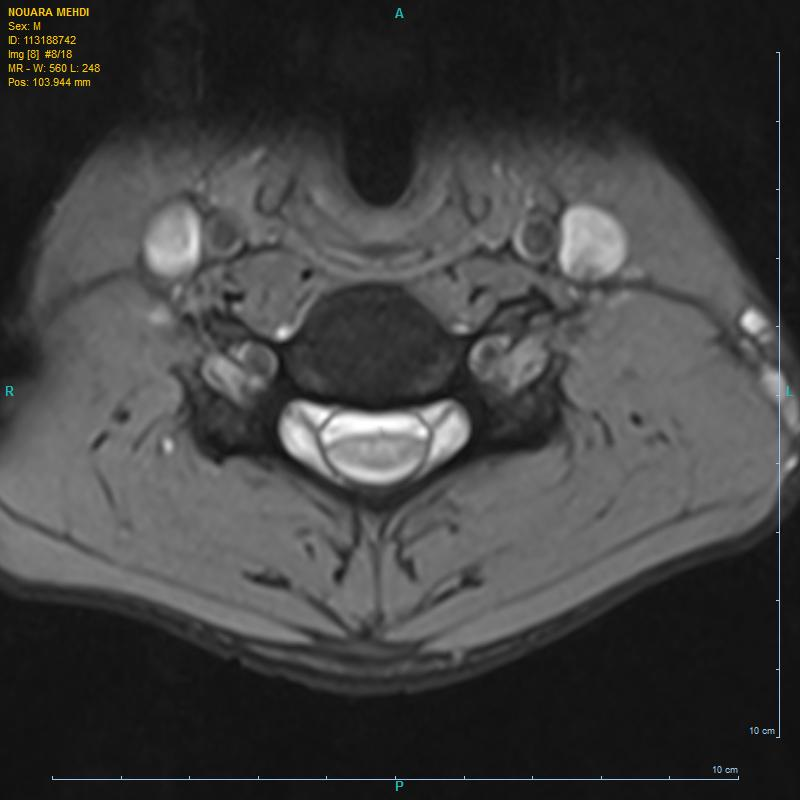 NOUARA MEHDI
Sex: M
ID: 113188742
Img [8] #8/18
MR - W: 560 L: 248
Pos: 103.944 mm
A
R
L
10 cm
10 cm
P